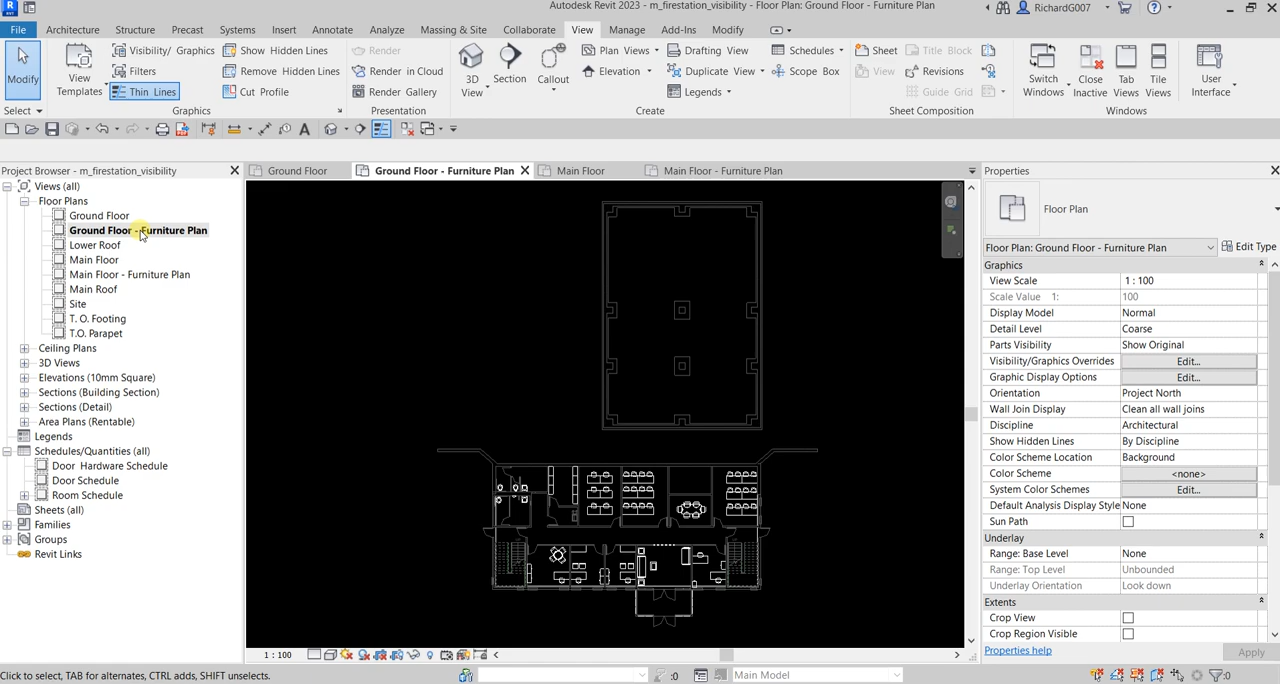 Autodesk Revit 2023 - m_firestation_visibility - Floor Plan: Ground Floor - Furniture Plan
RichardG007
File Architecture Structure Precast Systems Insert Annotate Analyze Massing & Site Collaborate View Manage Add-Ins Modify
Modify
View Templates
Visibility/ Graphics
Filters
Thin Lines
Show Hidden Lines
Remove Hidden Lines
Cut Profile
Render
Render in Cloud
Render Gallery
3D View
Section
Callout
Plan Views
Elevation
Drafting View
Duplicate View
Legends
Schedules
Scope Box
Sheet
View
Title Block
Revisions
Guide Grid
Switch Windows
Close Inactive
Tab Views
Tile Views
User Interface
Select Graphics Presentation Create Sheet Composition Windows
Project Browser - m_firestation_visibility
Views (all)
Floor Plans
Ground Floor
Ground Floor - Furniture Plan
Lower Roof
Main Floor
Main Floor - Furniture Plan
Main Roof
Site
T. O. Footing
T.O. Parapet
Ceiling Plans
3D Views
Elevations (10mm Square)
Sections (Building Section)
Sections (Detail)
Area Plans (Rentable)
Legends
Schedules/Quantities (all)
Door Hardware Schedule
Door Schedule
Room Schedule
Sheets (all)
Families
Groups
Revit Links
Ground Floor
Ground Floor - Furniture Plan
Main Floor
Main Floor - Furniture Plan
1 : 100
Properties
Floor Plan
Floor Plan: Ground Floor - Furniture Plan Edit Type
Graphics
View Scale 1 : 100
Scale Value 1: 100
Display Model Normal
Detail Level Coarse
Parts Visibility Show Original
Visibility/Graphics Overrides Edit...
Graphic Display Options Edit...
Orientation Project North
Wall Join Display Clean all wall joins
Discipline Architectural
Show Hidden Lines By Discipline
Color Scheme Location Background
Color Scheme <none>
System Color Schemes Edit...
Default Analysis Display Style None
Sun Path
Underlay
Range: Base Level None
Range: Top Level Unbounded
Underlay Orientation Look down
Extents
Crop View
Crop Region Visible
Properties help Apply
Click to select, TAB for alternates, CTRL adds, SHIFT unselects.
:0
Main Model
:0